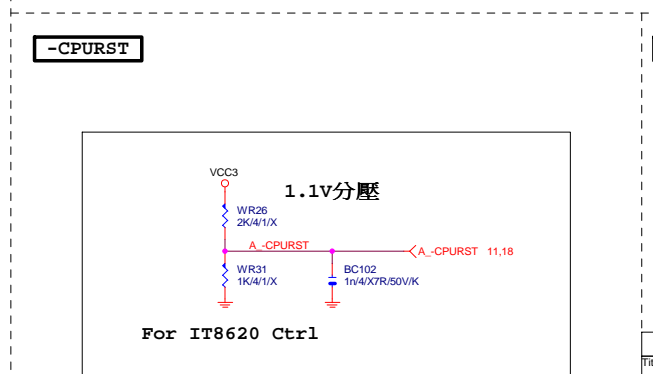 -CPURST
VCC3
1.1V分壓
WR26
2K/4/1/X
A_-CPURST
A_-CPURST 11,18
WR31
1K/4/1/X
BC102
1n/4/X7R/50V/K
For IT8620 Ctrl
Tit